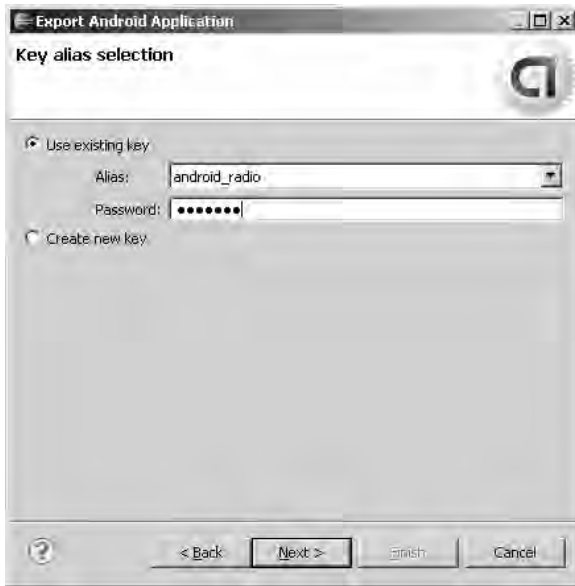 Export Android Application
Key alias selection
Use existing key
Alias: android_radio
Password: •••••••
Create new key
< Back Next > Finish Cancel